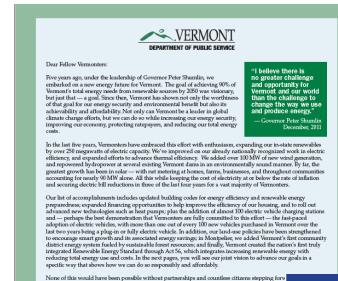 VERMONT
DEPARTMENT OF PUBLIC SERVICE
Dear Fellow Vermonters:
Five years ago, under the leadership of Governor Peter Shumlin, we
embarked on a new energy future for Vermont. The goal of achieving 90% of
Vermont's total energy needs from renewable sources by 2050 was visionary,
but just that — a goal. Since then, Vermont has shown not only the worthiness
of that goal for our energy security and environmental benefit but also its
achievability and affordability. Not only can Vermont be a leader in global
climate change efforts, but we can do so while increasing our energy security,
improving our economy, protecting ratepayers, and reducing our total energy
costs.
"I believe there is
no greater challenge
and opportunity for
Vermont and our world
than the challenge to
change the way we use
and produce energy."
— Governor Peter Shumlin
December, 2011
In the last five years, Vermonters have embraced this effort with enthusiasm, expanding our in-state renewables
by over 250 megawatts of electric capacity. We've improved on our already nationally recognized work in electric
efficiency, and expanded efforts to advance thermal efficiency. We added over 100 MW of new wind generation,
and repowered hydropower at several existing Vermont dams in an environmentally sound manner. By far, the
greatest growth has been in solar — with net metering at homes, farms, businesses, and throughout communities
accounting for nearly 90 MW alone. All this while keeping the cost of electricity at or below the rate of inflation
and securing electric bill reductions in three of the last four years for a vast majority of Vermonters.
Our list of accomplishments includes updated building codes for energy efficiency and renewable energy
preparedness; expanded financing opportunities to help improve the efficiency of our housing, and to roll out
advanced new technologies such as heat pumps; plus the addition of almost 100 electric vehicle charging stations
and — perhaps the best demonstration that Vermonters are fully committed to this effort — the fast-paced
adoption of electric vehicles, with more than one out of every 100 new vehicles purchased in Vermont over the
last two years being a plug-in or fully electric vehicle. In addition, our land-use policies have been strengthened
to encourage smart growth and its associated energy savings; in Montpelier, we added Vermont's first community
district energy system fueled by sustainable forest resources; and finally, Vermont created the nation's first truly
integrated Renewable Energy Standard through Act 56, which integrates increasing renewable energy with
reducing total energy use and costs. In the next pages, you will see our joint vision to advance our goals in a
specific way that shows how we can do so responsibly and affordably.
None of this would have been possible without partnerships and countless citizens stepping forw